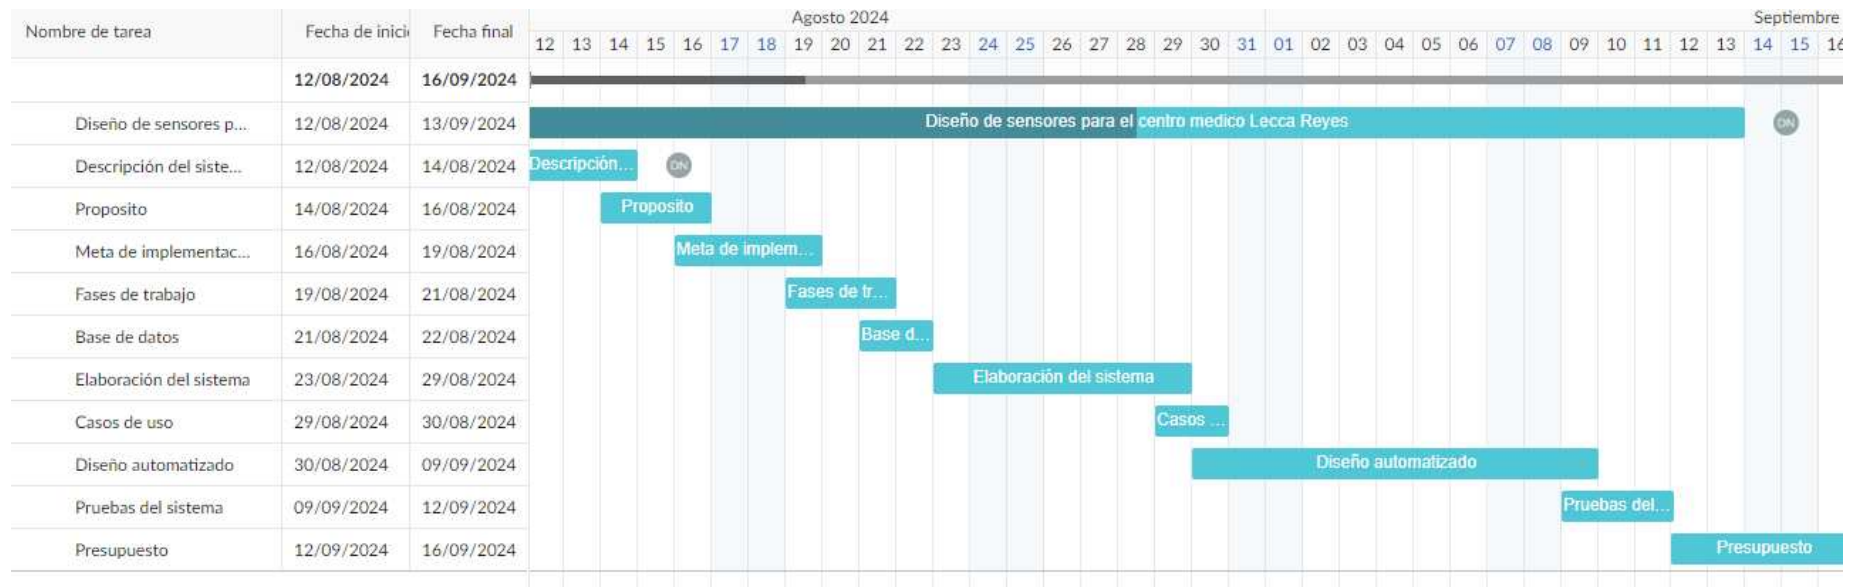 Agosto 2024 Septiembre
Nombre de tarea Fecha de inici Fecha final
12 13 14 15 16 17 18 19 20 21 22 23 24 25 26 27 28 29 30 31 01 02 03 04 05 06 07 08 09 10 11 12 13 14 15 16
12/08/2024 16/09/2024
Diseño de sensores p... 12/08/2024 13/09/2024 Diseño de sensores para el centro medico Lecca Reyes ON
Descripción del siste... 12/08/2024 14/08/2024 Descripción... ON
Proposito 14/08/2024 16/08/2024 Proposito
Meta de implementac... 16/08/2024 19/08/2024 Meta de implem...
Fases de trabajo 19/08/2024 21/08/2024 Fases de tr...
Base de datos 21/08/2024 22/08/2024 Base d...
Elaboración del sistema 23/08/2024 29/08/2024 Elaboración del sistema
Casos de uso 29/08/2024 30/08/2024 Casos ...
Diseño automatizado 30/08/2024 09/09/2024 Diseño automatizado
Pruebas del sistema 09/09/2024 12/09/2024 Pruebas del...
Presupuesto 12/09/2024 16/09/2024 Presupuesto